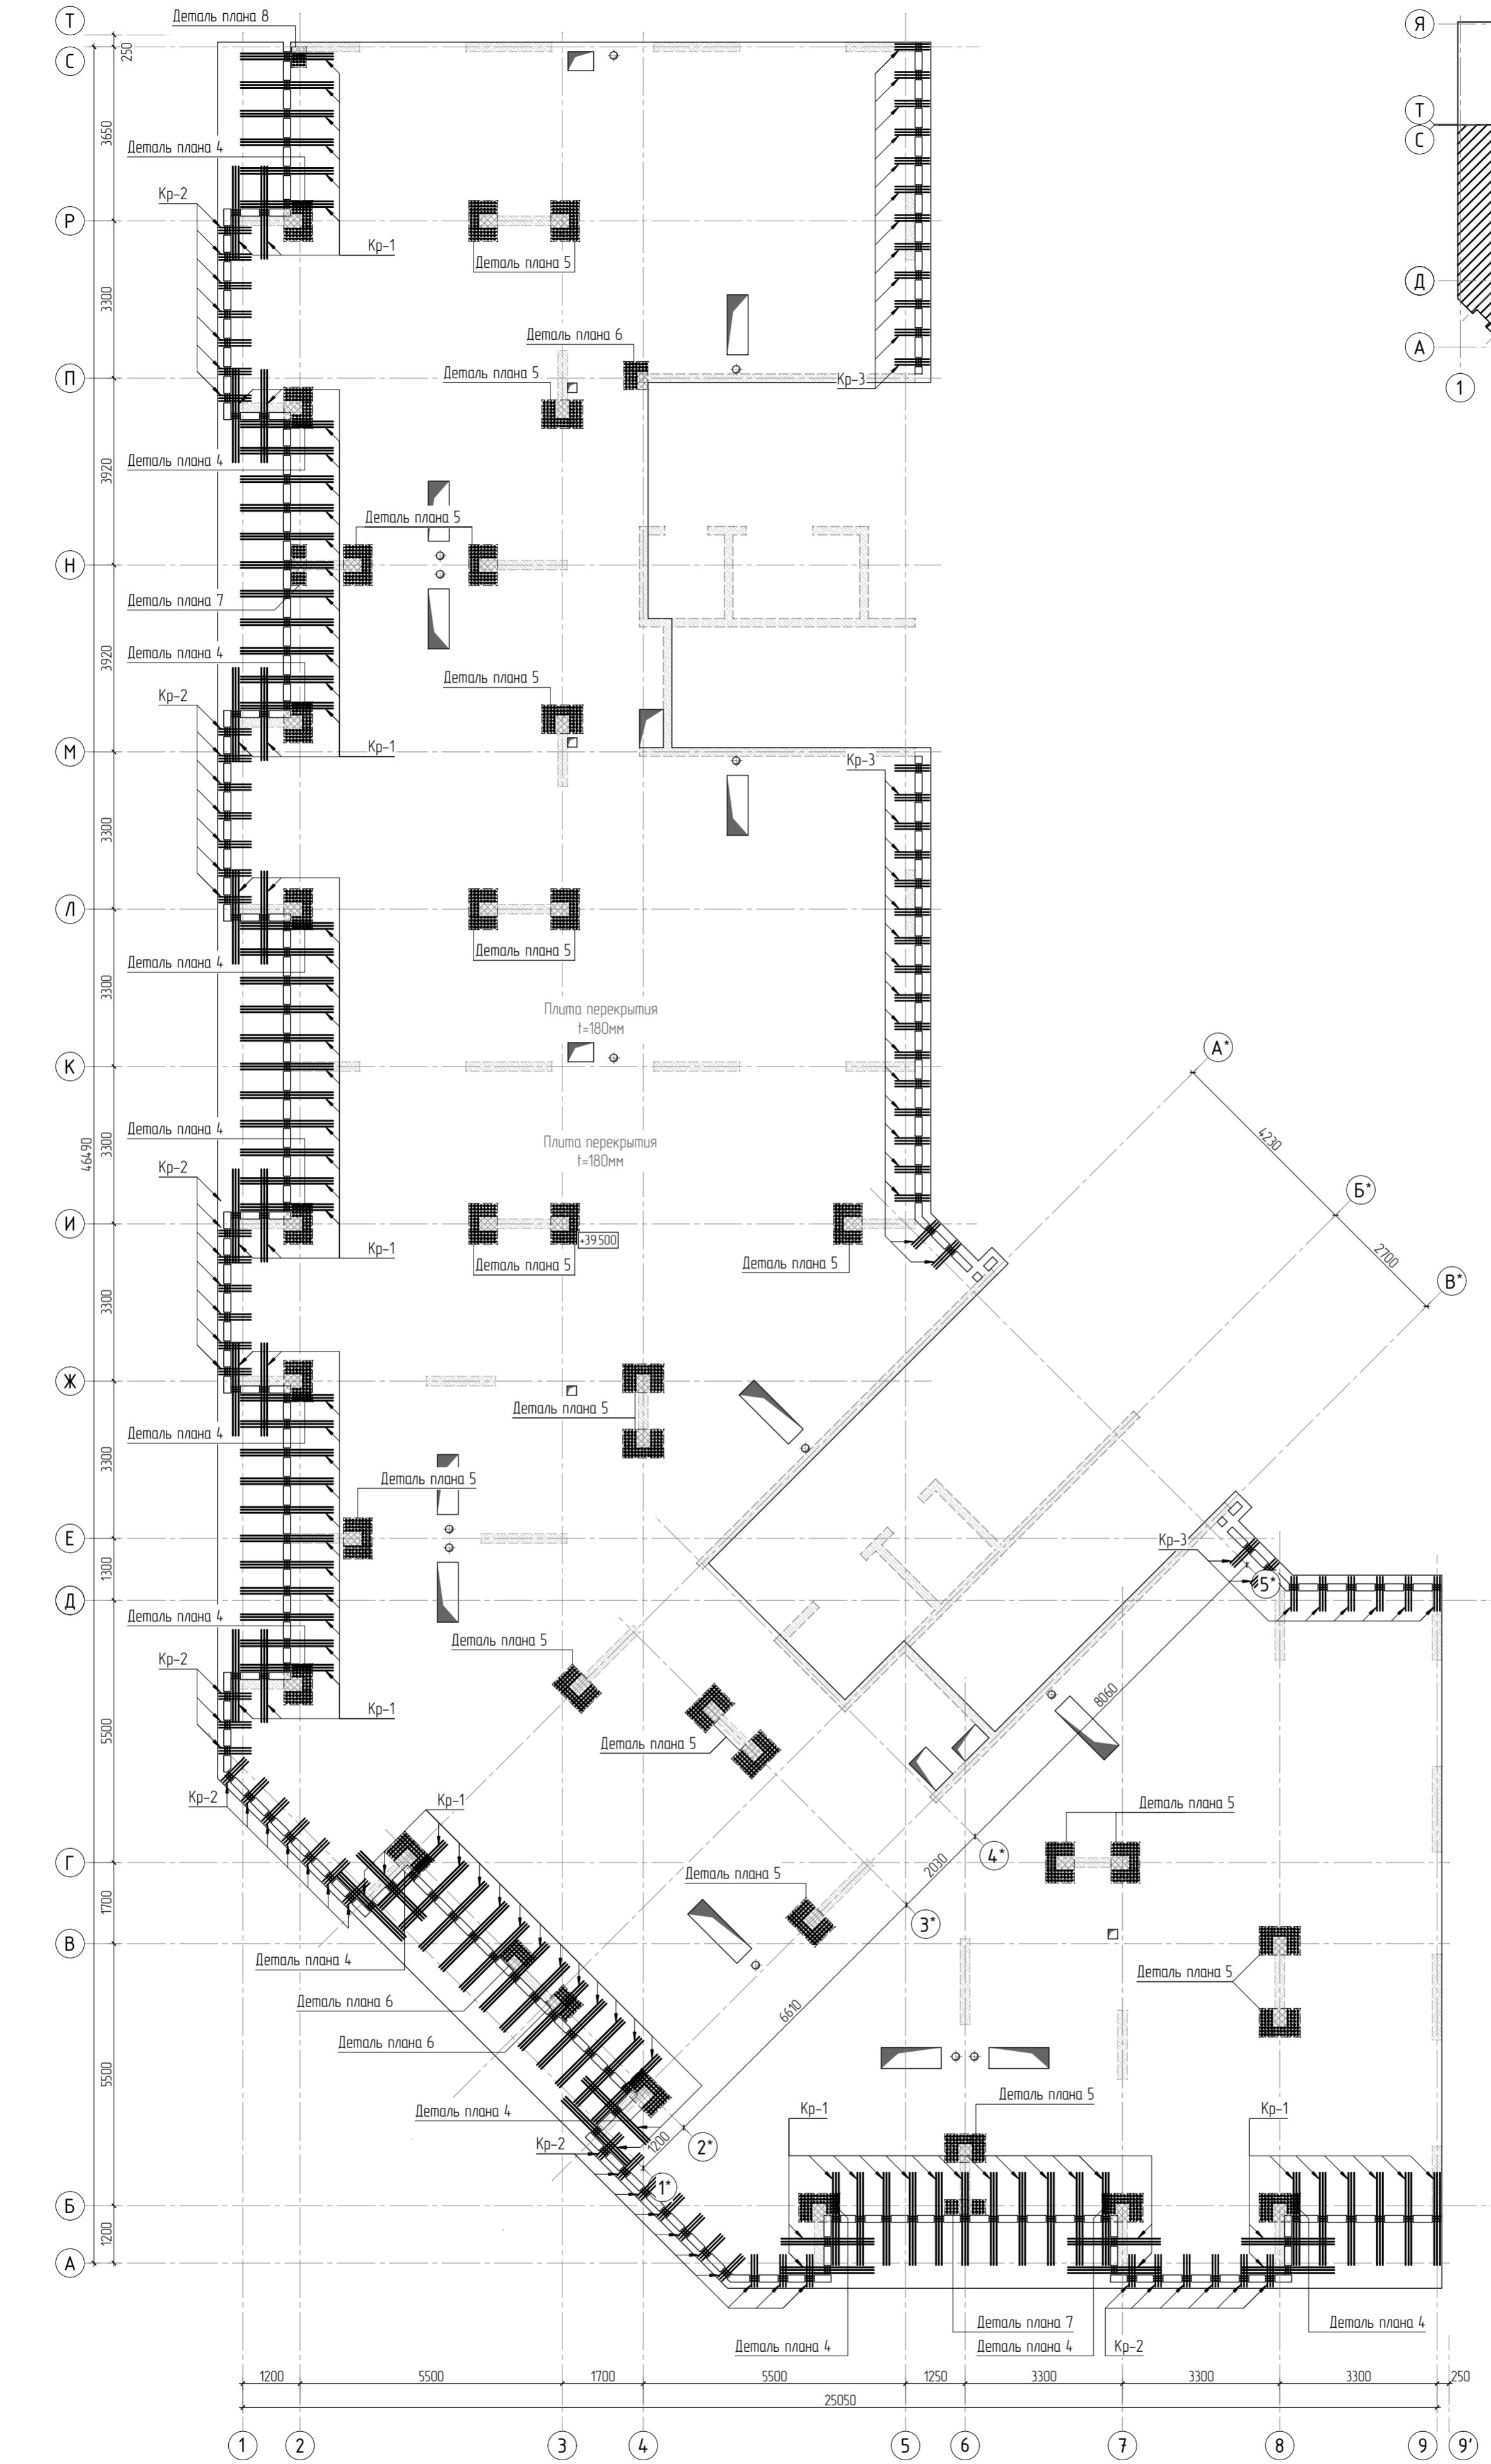 Т
Деталь плана 8
Я
С
250
Т
С
3650
Деталь плана 4
Кр-2
Р
Кр-1
Деталь плана 5
Д
3300
Деталь плана 6
А
П
Деталь плана 5
Кр-3
1
3920
Деталь плана 4
Деталь плана 5
Н
Деталь плана 7
3920
Деталь плана 4
Деталь плана 5
Кр-2
М
Кр-1
Кр-3
3300
Л
Деталь плана 5
Деталь плана 4
3300
Плита перекрытия
t=180мм
А*
К
Деталь плана 4
4230
46490
3300
Плита перекрытия
t=180мм
Кр-2
Б*
И
+39.500
Кр-1
Деталь плана 5
Деталь плана 5
2700
В*
3300
Ж
Деталь плана 5
Деталь плана 4
3300
Деталь плана 5
Е
Кр-3
1300
5*
Д
Деталь плана 4
Деталь плана 5
Кр-2
8060
Кр-1
5500
Деталь плана 5
Кр-2
Кр-1
Деталь плана 5
4*
Г
2030
Деталь плана 5
1700
3*
В
Деталь плана 4
Деталь плана 5
Деталь плана 6
6610
Деталь плана 6
5500
Деталь плана 5
Кр-1
Кр-1
Деталь плана 4
Кр-2
1200
2*
1*
Б
1200
А
Деталь плана 7
Деталь плана 4
Деталь плана 4
Деталь плана 4
Кр-2
1200
5500
1700
5500
1250
3300
3300
3300
250
25050
1
2
3
4
5
6
7
8
9
9'